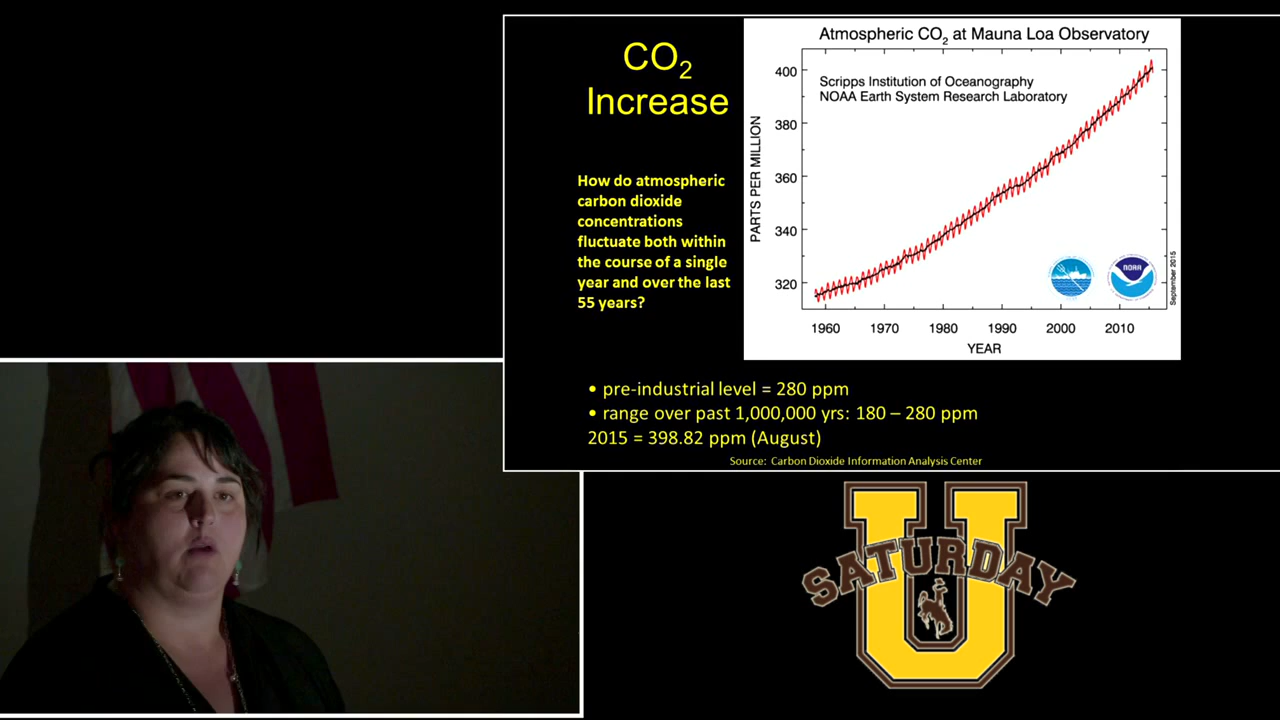 CO2
Increase
How do atmospheric
carbon dioxide
concentrations
fluctuate both within
the course of a single
year and over the last
55 years?
Atmospheric CO2 at Mauna Loa Observatory
Scripps Institution of Oceanography
NOAA Earth System Research Laboratory
PARTS PER MILLION
400
380
360
340
320
1960 1970 1980 1990 2000 2010
YEAR
NOAA
September 2015
• pre-industrial level = 280 ppm
• range over past 1,000,000 yrs: 180 – 280 ppm
2015 = 398.82 ppm (August)
Source: Carbon Dioxide Information Analysis Center
U
SATURDAY